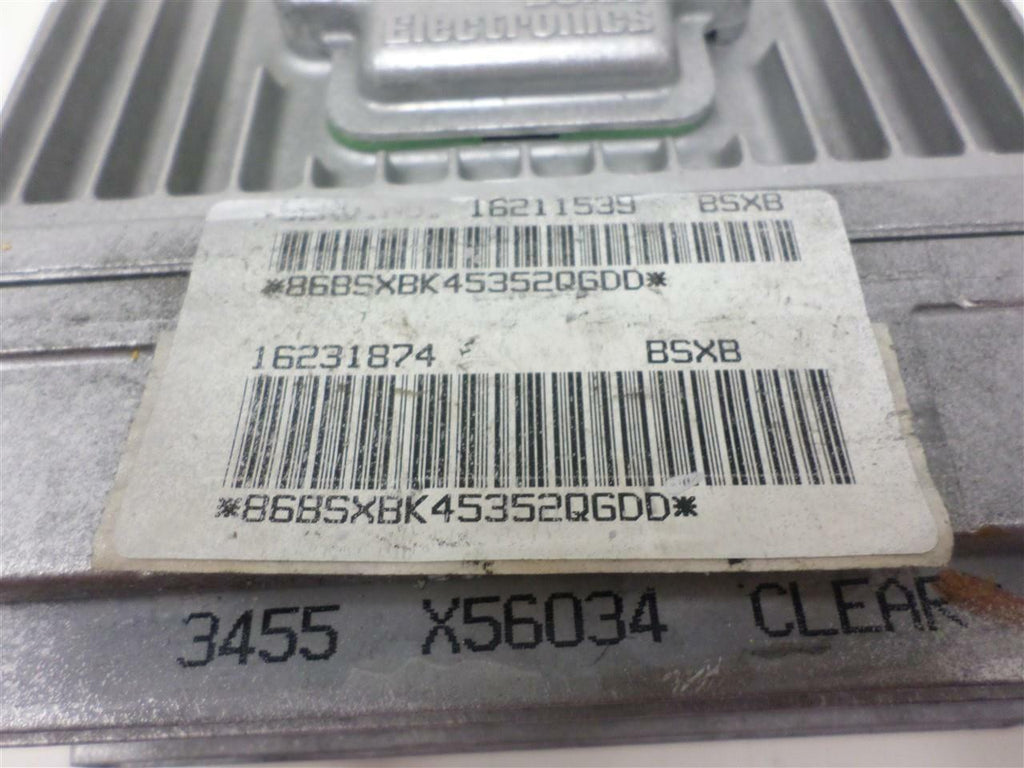 Electronics
16211539 BSXB
*86BSXBK45352QGDD*
16231874 BSXB
*86BSXBK45352QGDD*
3455 X56034 CLEAR